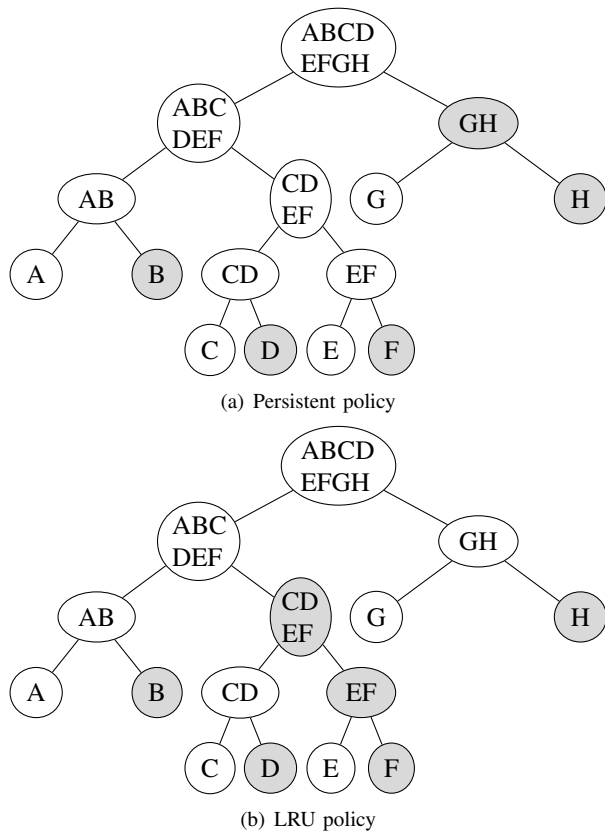 ABCD
EFGH
ABC
DEF
GH
AB
CD
EF
G
H
A
B
CD
EF
C
D
E
F
(a) Persistent policy
ABCD
EFGH
ABC
DEF
GH
AB
CD
EF
G
H
A
B
CD
EF
C
D
E
F
(b) LRU policy